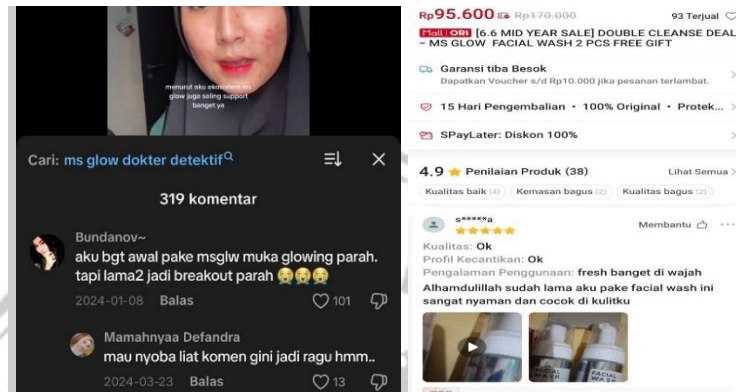 menurut aku ekosistem ms
glow juga saling support
banget ya
Cari: ms glow dokter detektif
319 komentar
Bundanov~
aku bgt awal pake msglw muka glowing parah.
tapi lama2 jadi breakout parah 😭😭😭
2024-01-08 Balas
101
Mamahnyaa Defandra
mau nyoba liat komen gini jadi ragu hmm..
2024-03-23 Balas
13
Rp95.600 Rp170.000 93 Terjual
Mall ORI [6.6 MID YEAR SALE] DOUBLE CLEANSE DEAL
- MS GLOW FACIAL WASH 2 PCS FREE GIFT
Garansi tiba Besok
Dapatkan Voucher s/d Rp10.000 jika pesanan terlambat.
15 Hari Pengembalian • 100% Original • Protek...
SPayLater: Diskon 100%
4.9 Penilaian Produk (38) Lihat Semua
Kualitas baik (4) Kemasan bagus (2) Kualitas bagus (2)
s*****a Membantu
Kualitas: Ok
Profil Kecantikan: Ok
Pengalaman Penggunaan: fresh banget di wajah
Alhamdulillah sudah lama aku pake facial wash ini
sangat nyaman dan cocok di kulitku
FACIAL
WASH
FACIAL
WASH